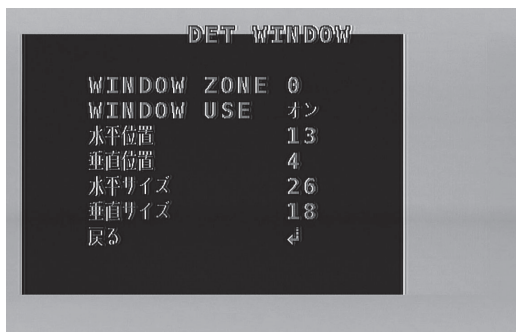 DET WINDOW
WINDOW ZONE 0
WINDOW USE オン
水平位置 13
垂直位置 4
水平サイズ 26
垂直サイズ 18
戻る ↲